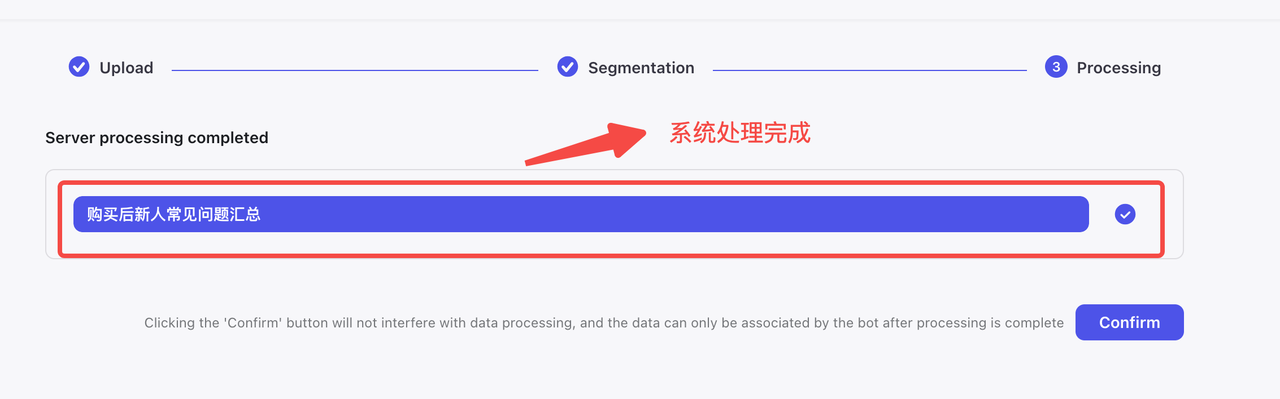 Upload
Segmentation
3 Processing
Server processing completed
系统处理完成
购买后新人常见问题汇总
Clicking the 'Confirm' button will not interfere with data processing, and the data can only be associated by the bot after processing is complete
Confirm